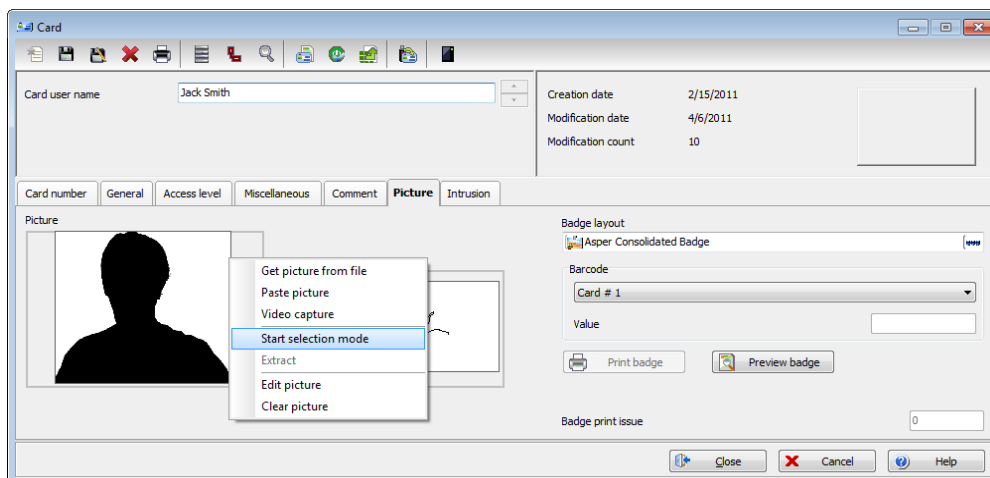 Card
Card user name Jack Smith
Creation date 2/15/2011
Modification date 4/6/2011
Modification count 10
Card number General Access level Miscellaneous Comment Picture Intrusion
Picture
Get picture from file
Paste picture
Video capture
Start selection mode
Extract
Edit picture
Clear picture
Badge layout
Asper Consolidated Badge
Barcode
Card # 1
Value
Print badge Preview badge
Badge print issue 0
Close Cancel Help